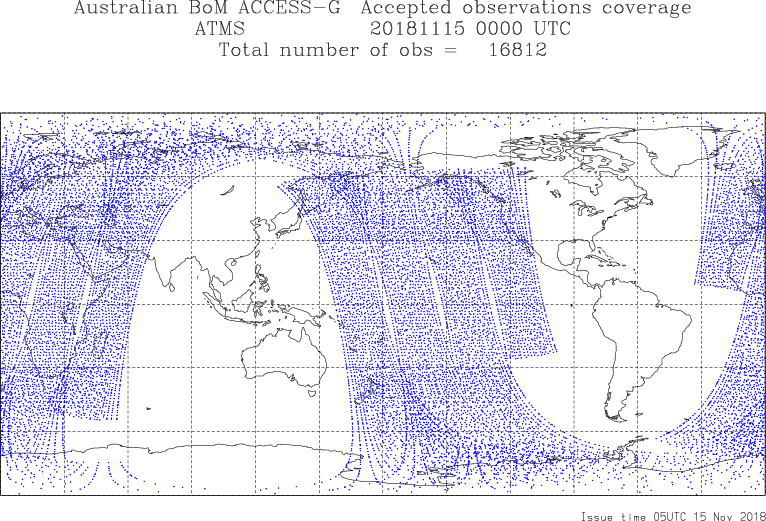 Australian BoM ACCESS-G Accepted observations coverage
ATMS 20181115 0000 UTC
Total number of obs = 16812
Issue time 05UTC 15 Nov 2018